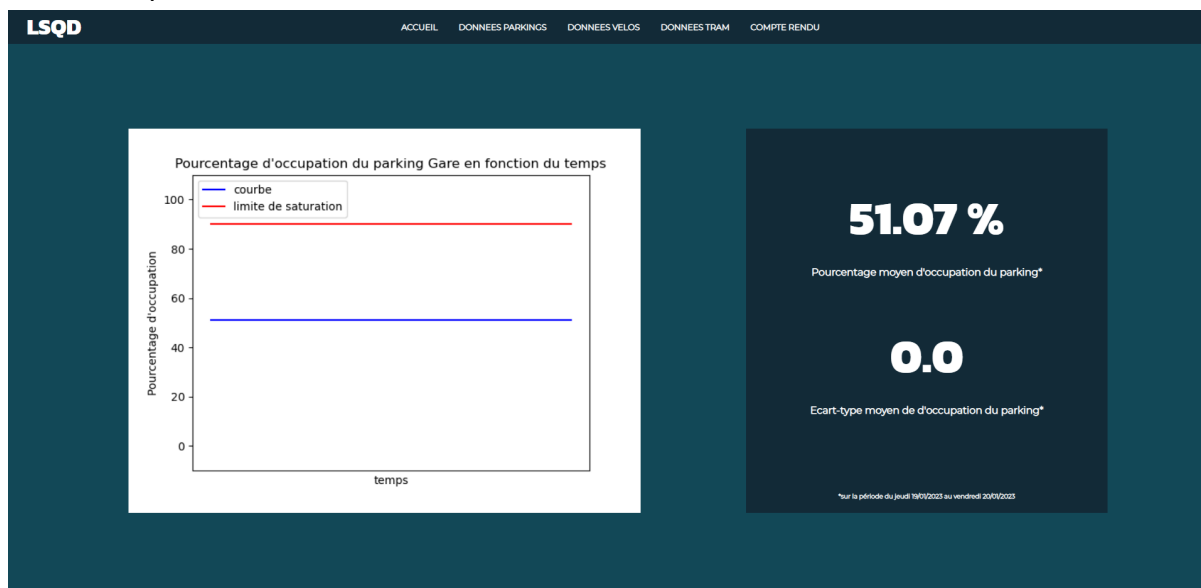 LSQD
ACCUEIL DONNEES PARKINGS DONNEES VELOS DONNEES TRAM COMPTE RENDU
Pourcentage d'occupation du parking Gare en fonction du temps
courbe
limite de saturation
100
80
60
40
20
0
Pourcentage d'occupation
temps
51.07 %
Pourcentage moyen d'occupation du parking*
0.0
Ecart-type moyen de d'occupation du parking*
*sur la période du jeudi 19/01/2023 au vendredi 20/01/2023